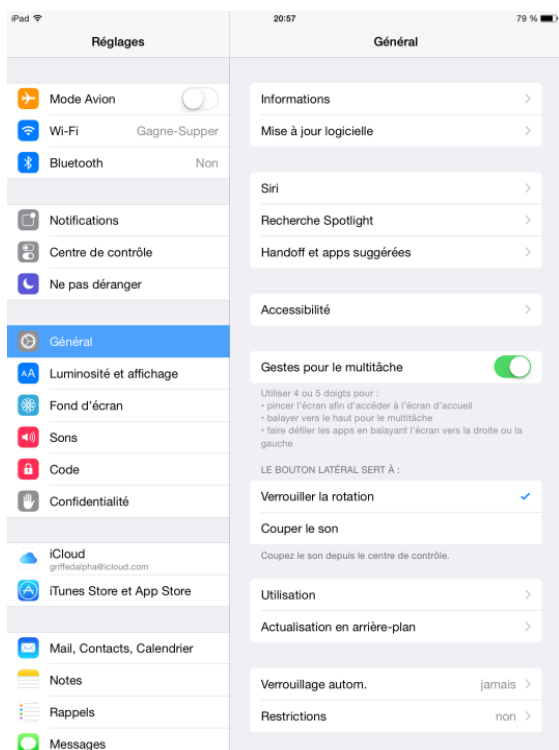 iPad
20:57
79 %
Réglages
Général
Mode Avion
Wi-Fi
Gagne-Supper
Bluetooth
Non
Notifications
Centre de contrôle
Ne pas déranger
Général
Luminosité et affichage
Fond d'écran
Sons
Code
Confidentialité
iCloud
griffedalpha@icloud.com
iTunes Store et App Store
Mail, Contacts, Calendrier
Notes
Rappels
Messages
Informations
Mise à jour logicielle
Siri
Recherche Spotlight
Handoff et apps suggérées
Accessibilité
Gestes pour le multitâche
Utiliser 4 ou 5 doigts pour :
• pincer l'écran afin d'accéder à l'écran d'accueil
• balayer vers le haut pour le multitâche
• faire défiler les apps en balayant l'écran vers la droite ou la
gauche
LE BOUTON LATÉRAL SERT À :
Verrouiller la rotation
Couper le son
Coupez le son depuis le centre de contrôle.
Utilisation
Actualisation en arrière-plan
Verrouillage autom.
jamais
Restrictions
non